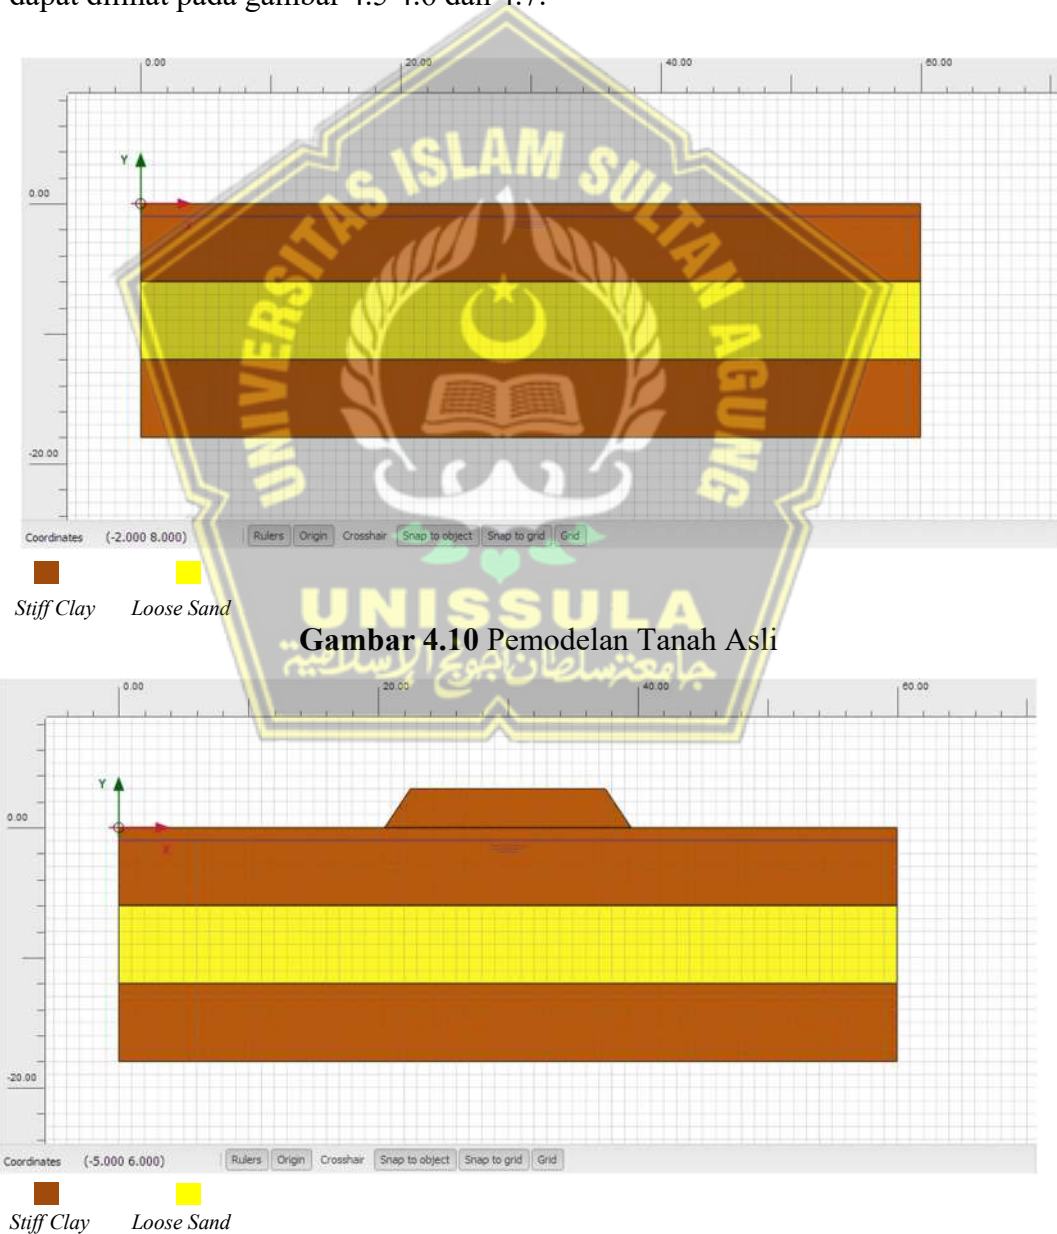 dapat dilihat pada gambar 4.5 4.6 dan 4.7.
0.00 20.00 40.00 60.00
Y
0.00
-20.00
UNIVERSITAS ISLAM SULTAN AGUNG
Coordinates (-2.000 8.000) Rulers Origin Crosshair Snap to object Snap to grid Grid
Stiff Clay Loose Sand
UNISSULA
Gambar 4.10 Pemodelan Tanah Asli
جامعة سلطان أجونج الإسلامية
0.00 20.00 40.00 60.00
Y
0.00
X
-20.00
Coordinates (-5.000 6.000) Rulers Origin Crosshair Snap to object Snap to grid Grid
Stiff Clay Loose Sand